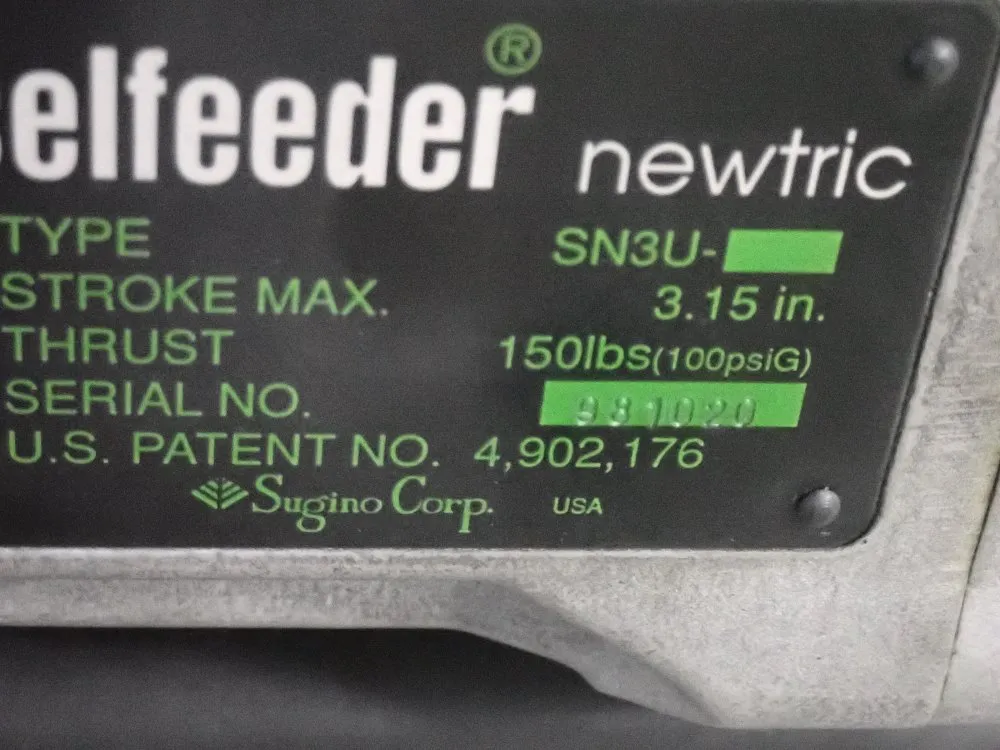 elfeeder® newtric
TYPE SN3U-
STROKE MAX. 3.15 in.
THRUST 150lbs(100psiG)
SERIAL NO. 981020
U.S. PATENT NO. 4,902,176
Sugino Corp. USA